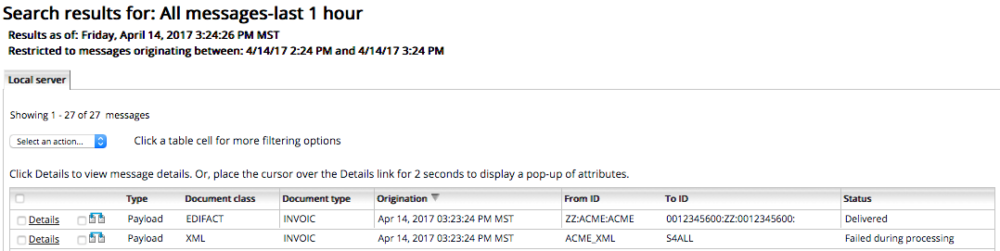 Search results for: All messages-last 1 hour
Results as of: Friday, April 14, 2017 3:24:26 PM MST
Restricted to messages originating between: 4/14/17 2:24 PM and 4/14/17 3:24 PM
Local server
Showing 1 - 27 of 27 messages
Select an action... Click a table cell for more filtering options
Click Details to view message details. Or, place the cursor over the Details link for 2 seconds to display a pop-up of attributes.
Type Document class Document type Origination From ID To ID Status
Details Payload EDIFACT INVOIC Apr 14, 2017 03:23:24 PM MST ZZ:ACME:ACME 0012345600:ZZ:0012345600: Delivered
Details Payload XML INVOIC Apr 14, 2017 03:23:24 PM MST ACME_XML S4ALL Failed during processing